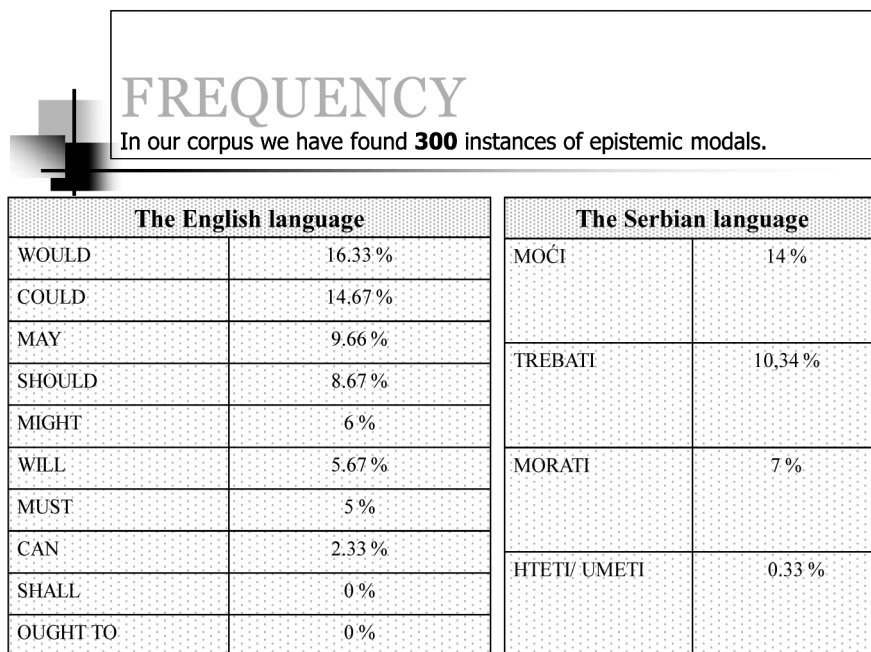 FREQUENCY
In our corpus we have found 300 instances of epistemic modals.
The English language
WOULD 16.33 %
COULD 14.67 %
MAY 9.66 %
SHOULD 8.67 %
MIGHT 6 %
WILL 5.67 %
MUST 5 %
CAN 2.33 %
SHALL 0 %
OUGHT TO 0 %
The Serbian language
MOĆI 14 %
TREBATI 10,34 %
MORATI 7 %
HTETI/ UMETI 0.33 %